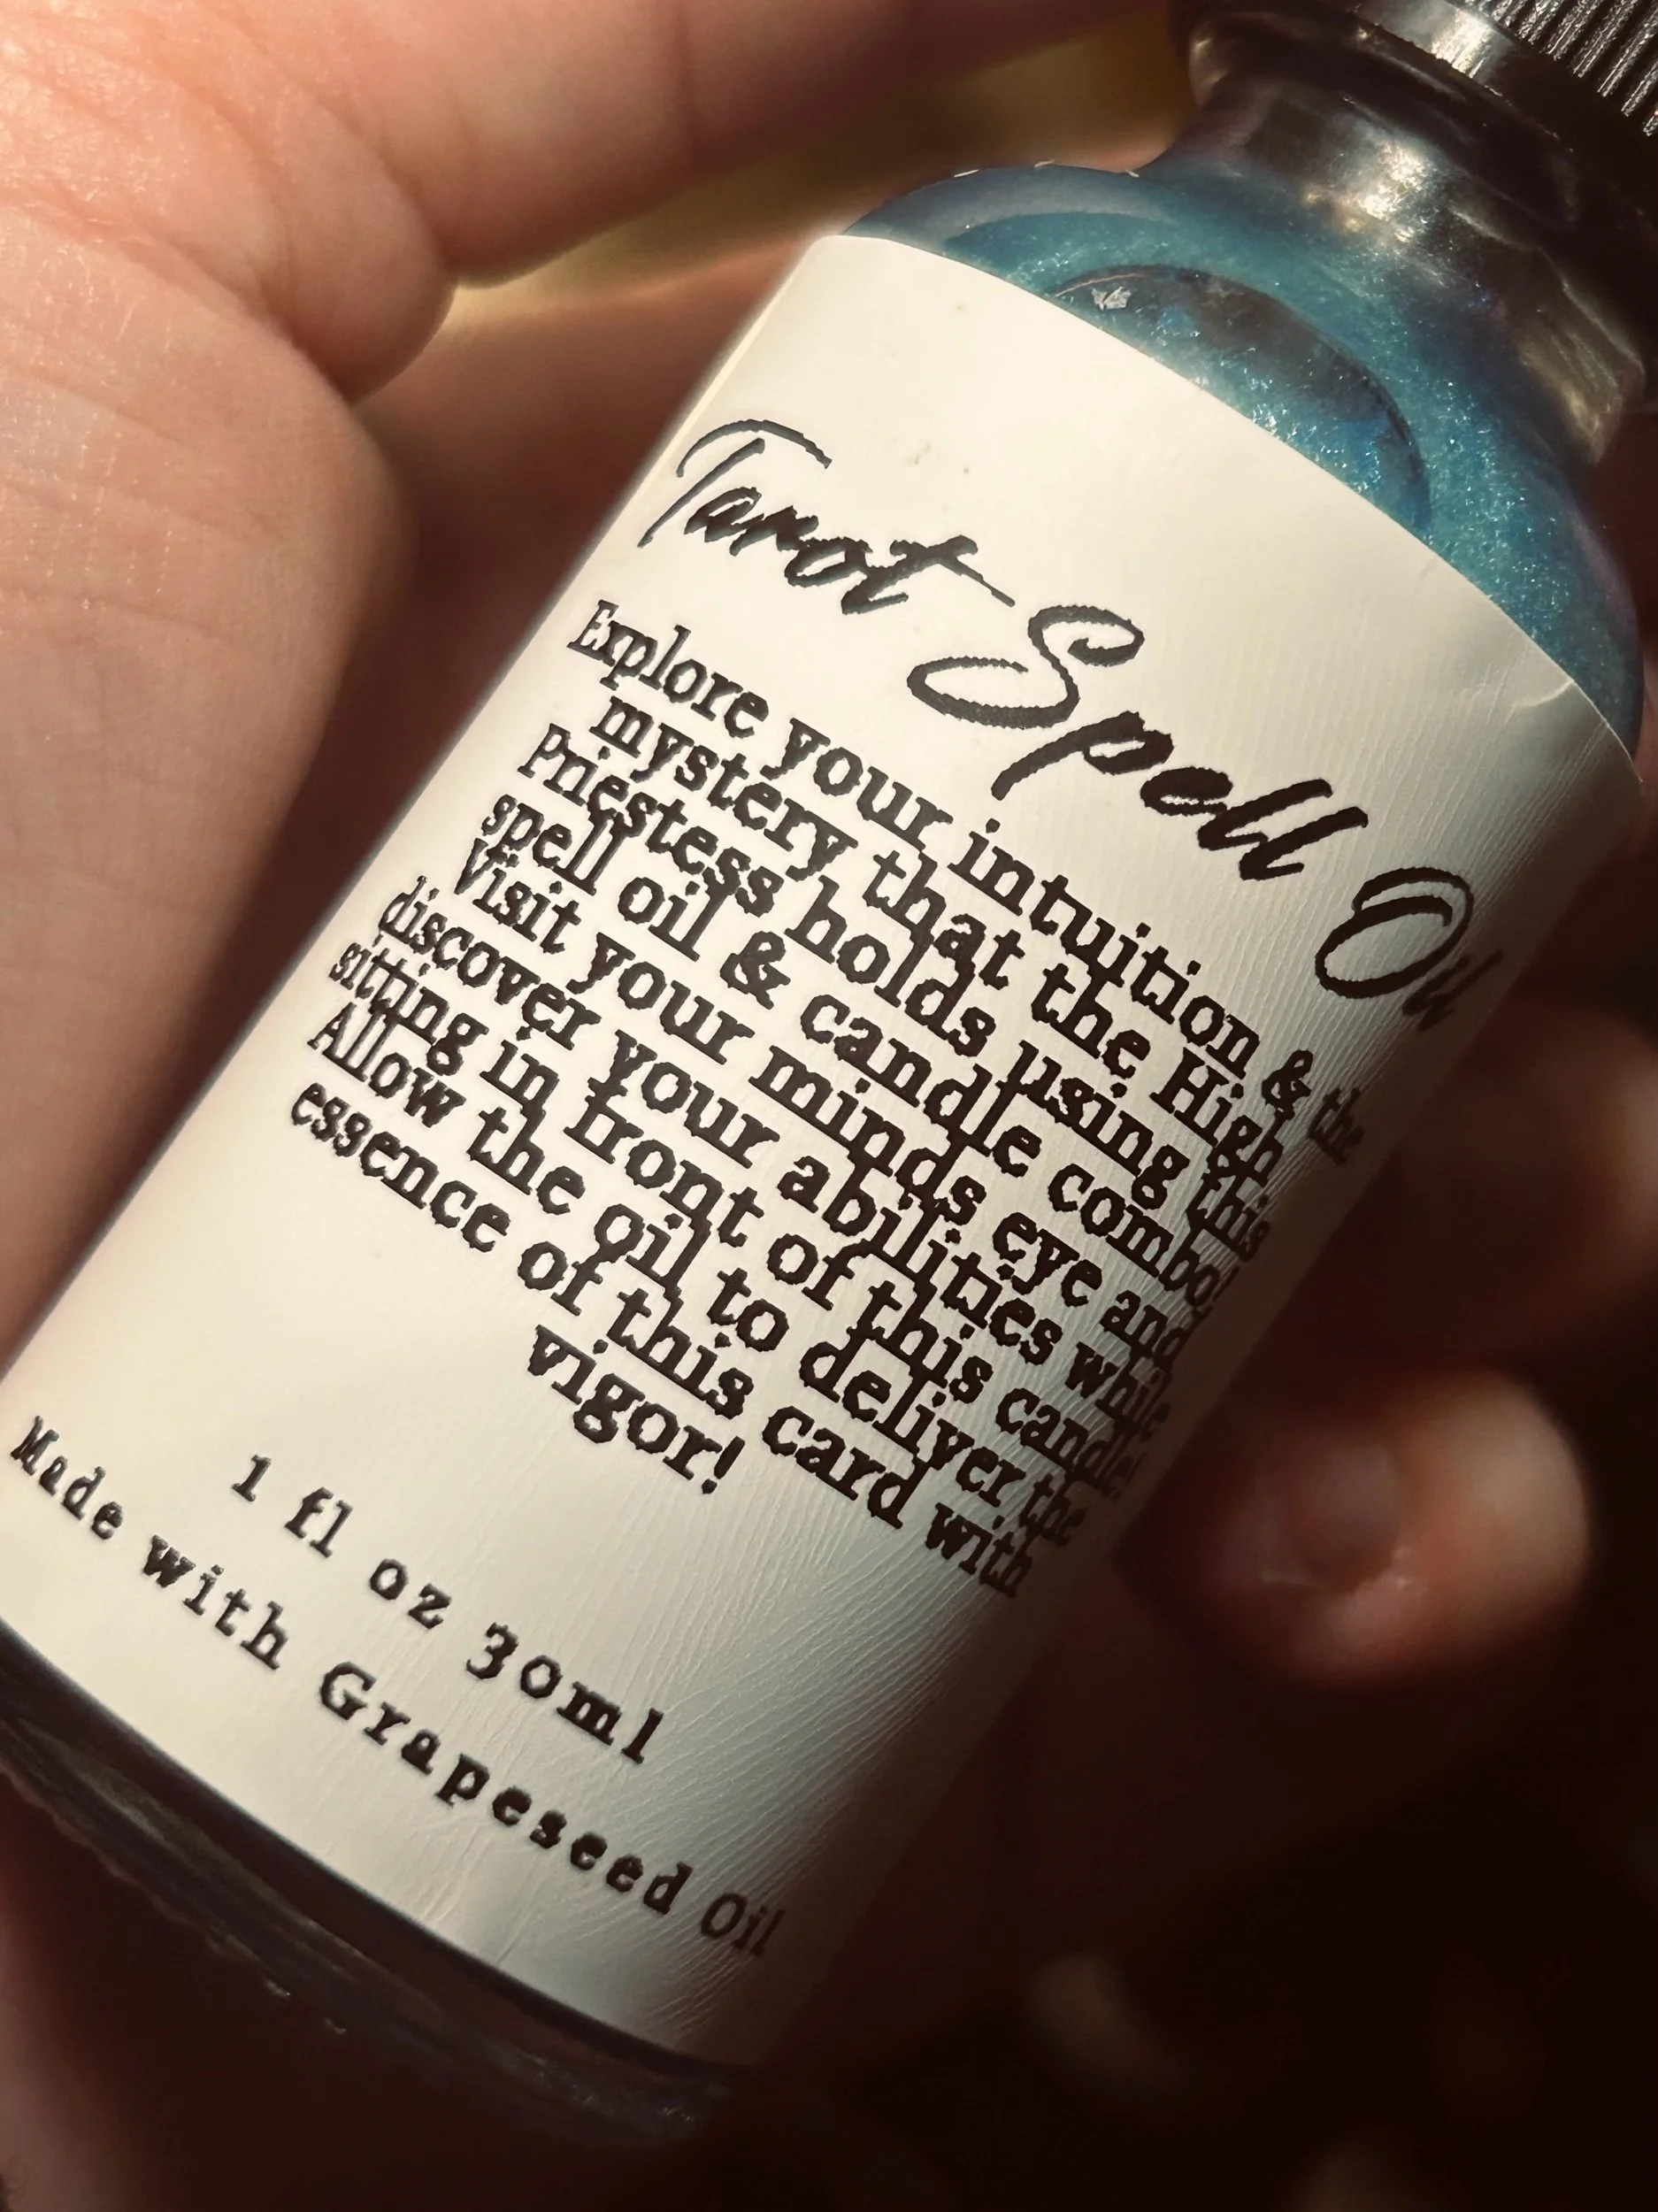 Tarot Spell Oil
Explore your intuition & the
mystery that the High
Priestess holds using this
spell oil & candle combo!
Visit your minds eye and
discover your abilities while
sitting in front of this candle!
Allow the oil to deliver the
essence of this card with
vigor!
1 fl oz 30ml
Made with Grapeseed Oil